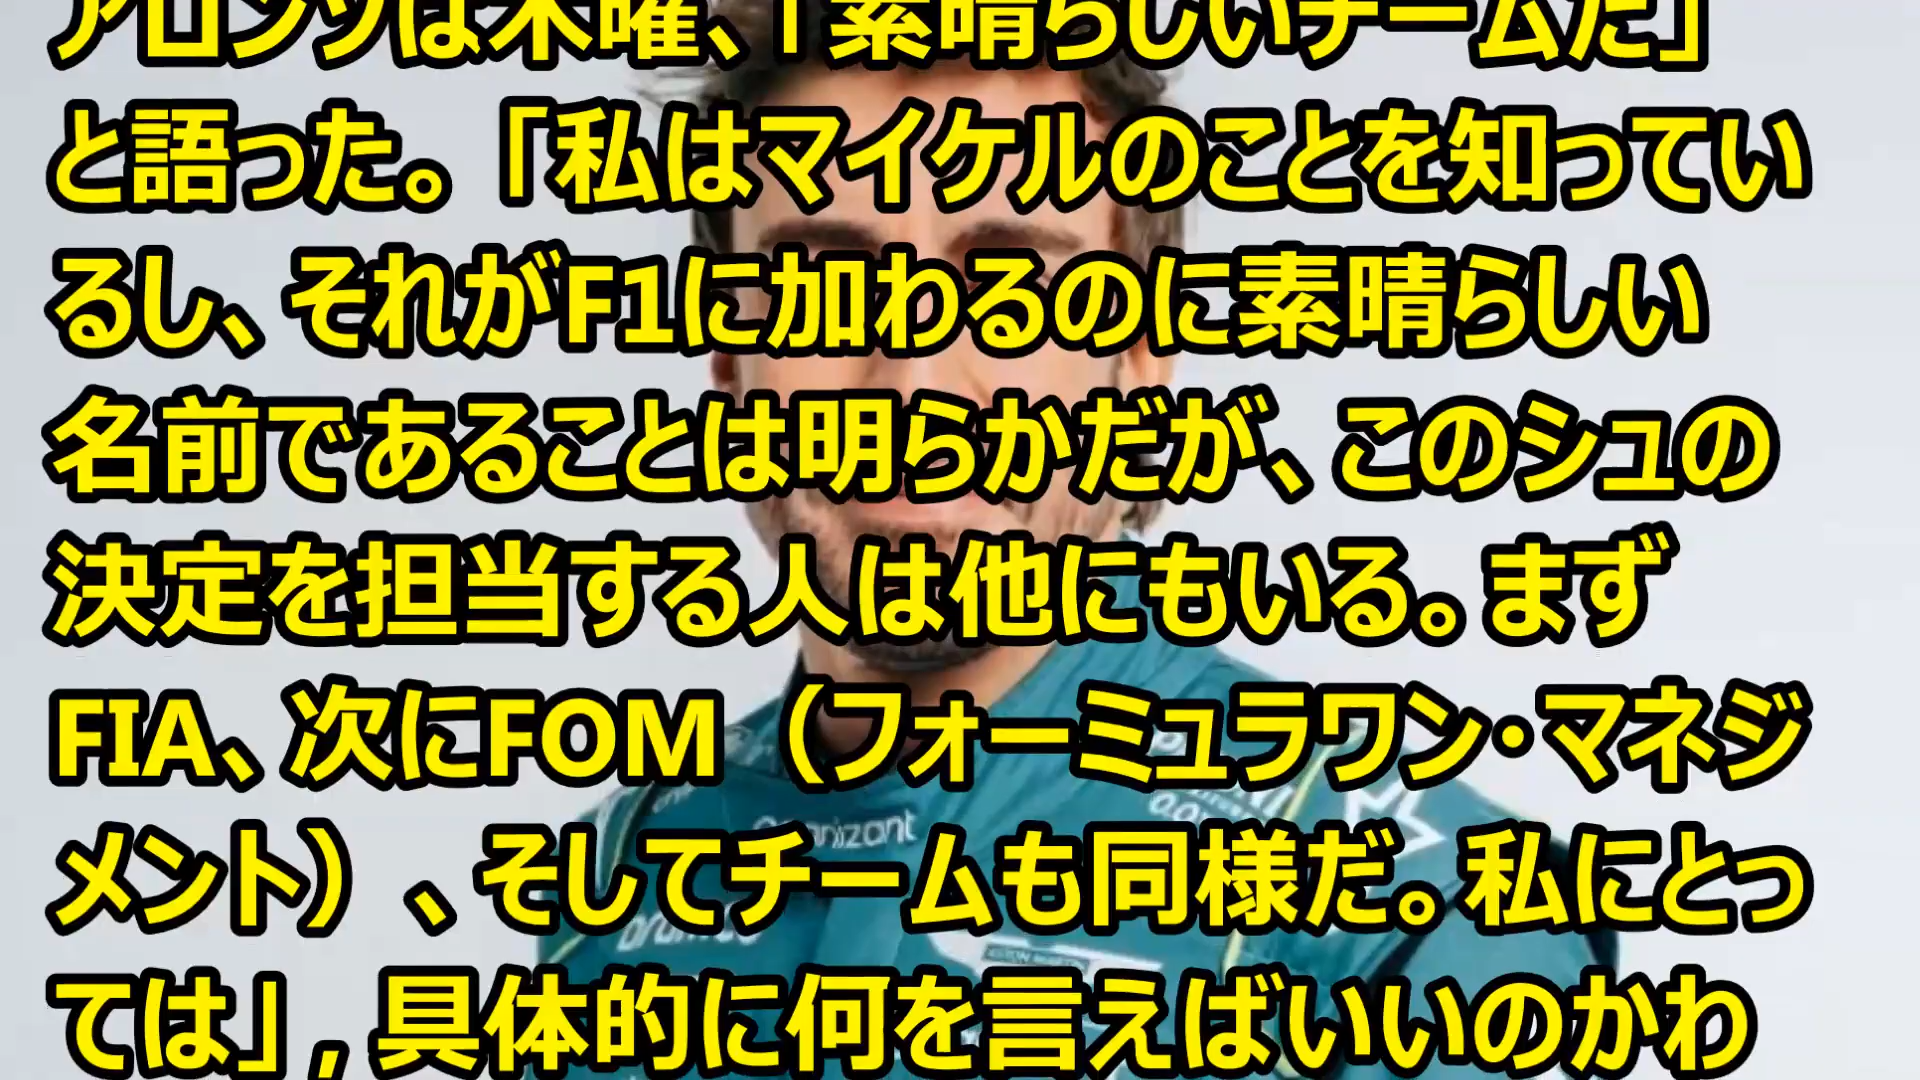 アロンソは木曜、「素晴らしいチームだ」
と語った。「私はマイケルのことを知ってい
るし、それがF1に加わるのに素晴らしい
名前であることは明らかだが、このシュの
決定を担当する人は他にもいる。まず
FIA、次にFOM（フォーミュラワン・マネジ
メント）、そしてチームも同様だ。私にとっ
ては」, 具体的に何を言えばいいのかわ
Cognizant
aramco
ASTON MARTIN